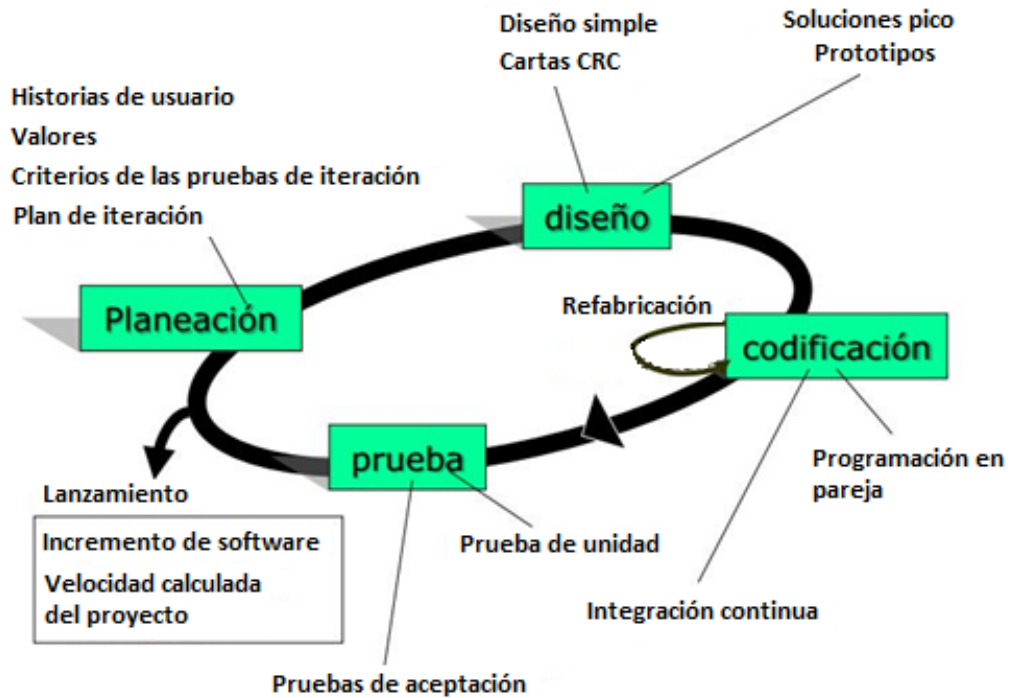 Diseño simple
Cartas CRC
Soluciones pico
Prototipos
Historias de usuario
Valores
Criterios de las pruebas de iteración
Plan de iteración
diseño
Planeación
Refabricación
codificación
prueba
Programación en
pareja
Lanzamiento
Incremento de software
Velocidad calculada
del proyecto
Prueba de unidad
Integración continua
Pruebas de aceptación